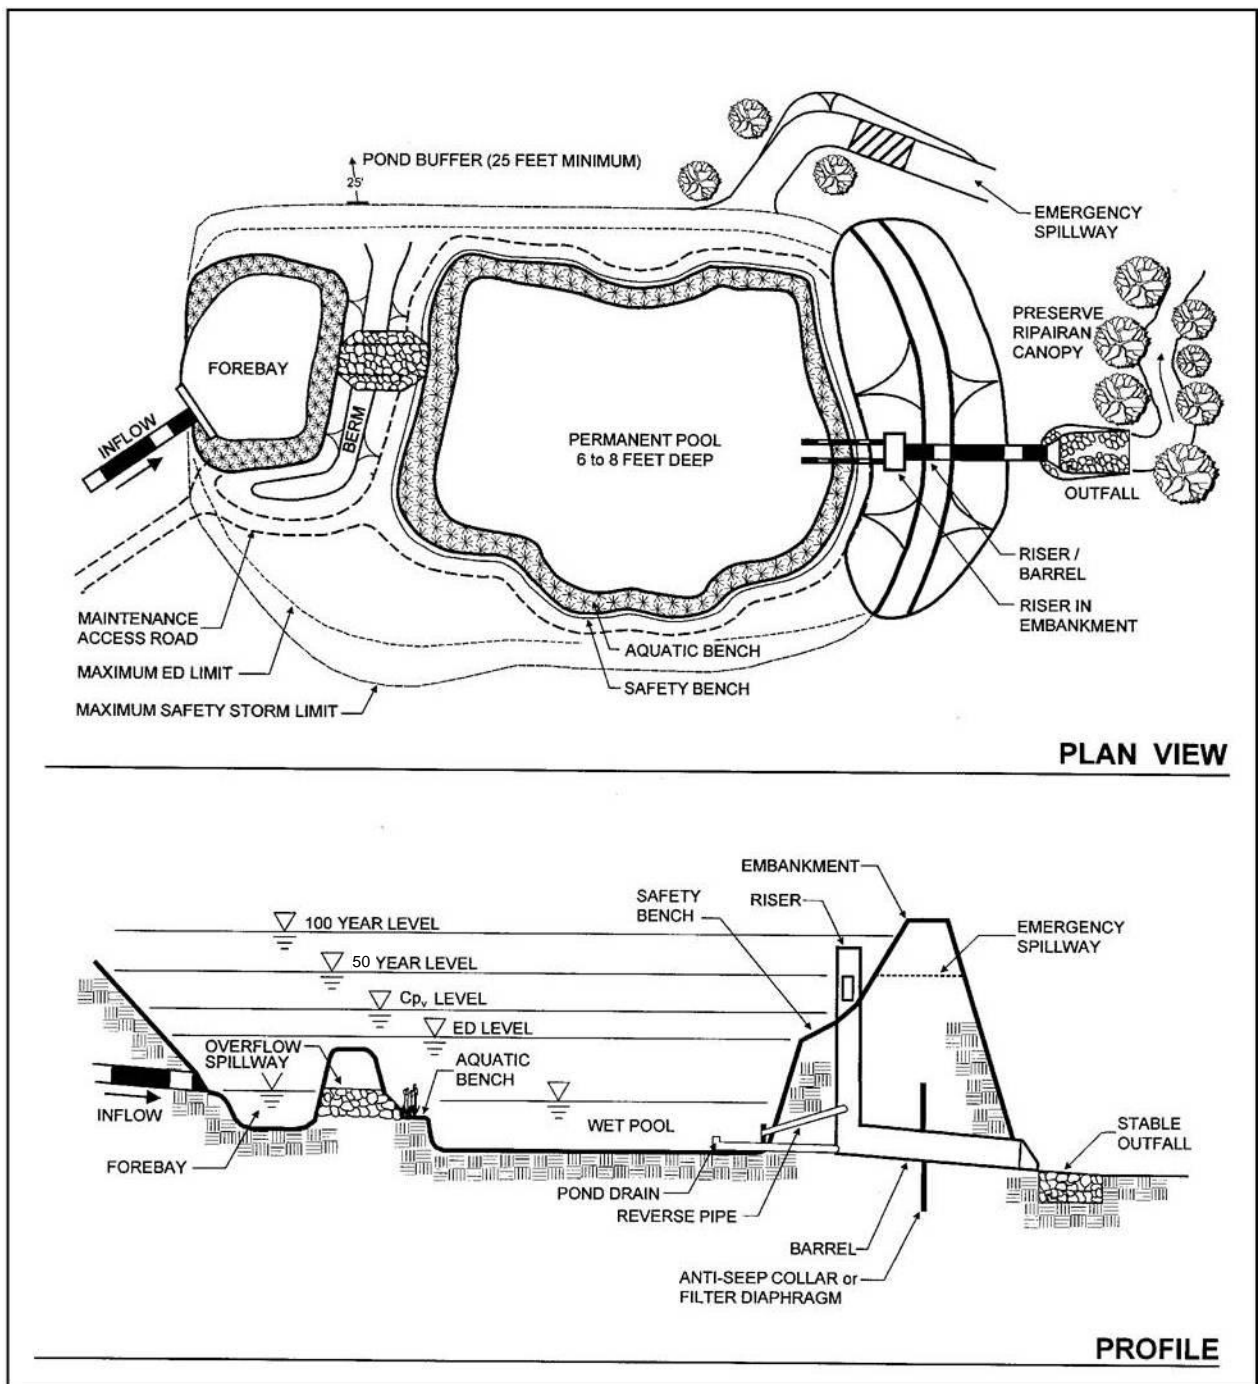 POND BUFFER (25 FEET MINIMUM)
25'
EMERGENCY
SPILLWAY
PRESERVE
RIPAIRAN
CANOPY
FOREBAY
INFLOW
BERM
PERMANENT POOL
6 to 8 FEET DEEP
OUTFALL
RISER /
BARREL
RISER IN
EMBANKMENT
MAINTENANCE
ACCESS ROAD
AQUATIC BENCH
MAXIMUM ED LIMIT
SAFETY BENCH
MAXIMUM SAFETY STORM LIMIT
PLAN VIEW
EMBANKMENT
SAFETY
BENCH
RISER
100 YEAR LEVEL
EMERGENCY
SPILLWAY
50 YEAR LEVEL
Cpv LEVEL
ED LEVEL
OVERFLOW
SPILLWAY
AQUATIC
BENCH
INFLOW
WET POOL
STABLE
OUTFALL
FOREBAY
POND DRAIN
REVERSE PIPE
BARREL
ANTI-SEEP COLLAR or
FILTER DIAPHRAGM
PROFILE